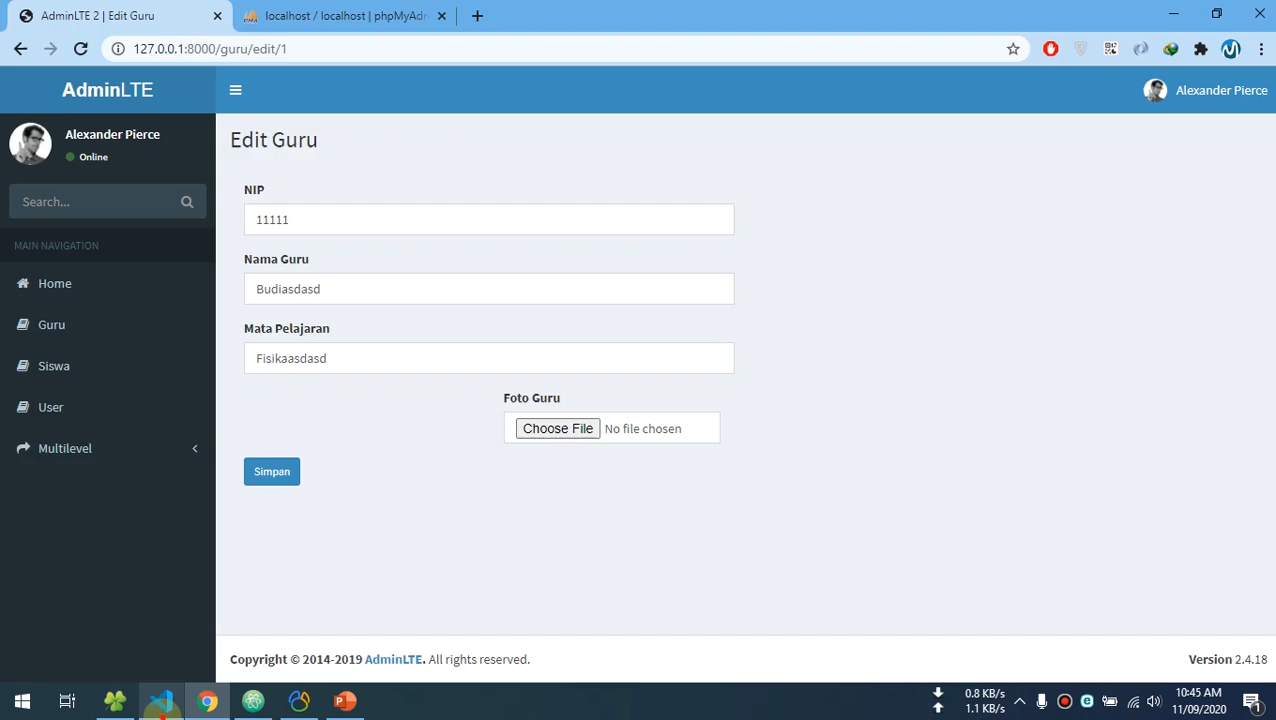 AdminLTE 2 | Edit Guru
localhost / localhost | phpMyAdr
127.0.0.1:8000/guru/edit/1
AdminLTE
Alexander Pierce
Alexander Pierce
Online
Search...
MAIN NAVIGATION
Home
Guru
Siswa
User
Multilevel
Edit Guru
NIP
11111
Nama Guru
Budiasdasd
Mata Pelajaran
Fisikaasdasd
Foto Guru
Choose File No file chosen
Simpan
Copyright © 2014-2019 AdminLTE. All rights reserved.
Version 2.4.18
0.8 KB/s
1.1 KB/s
10:45 AM
11/09/2020
1